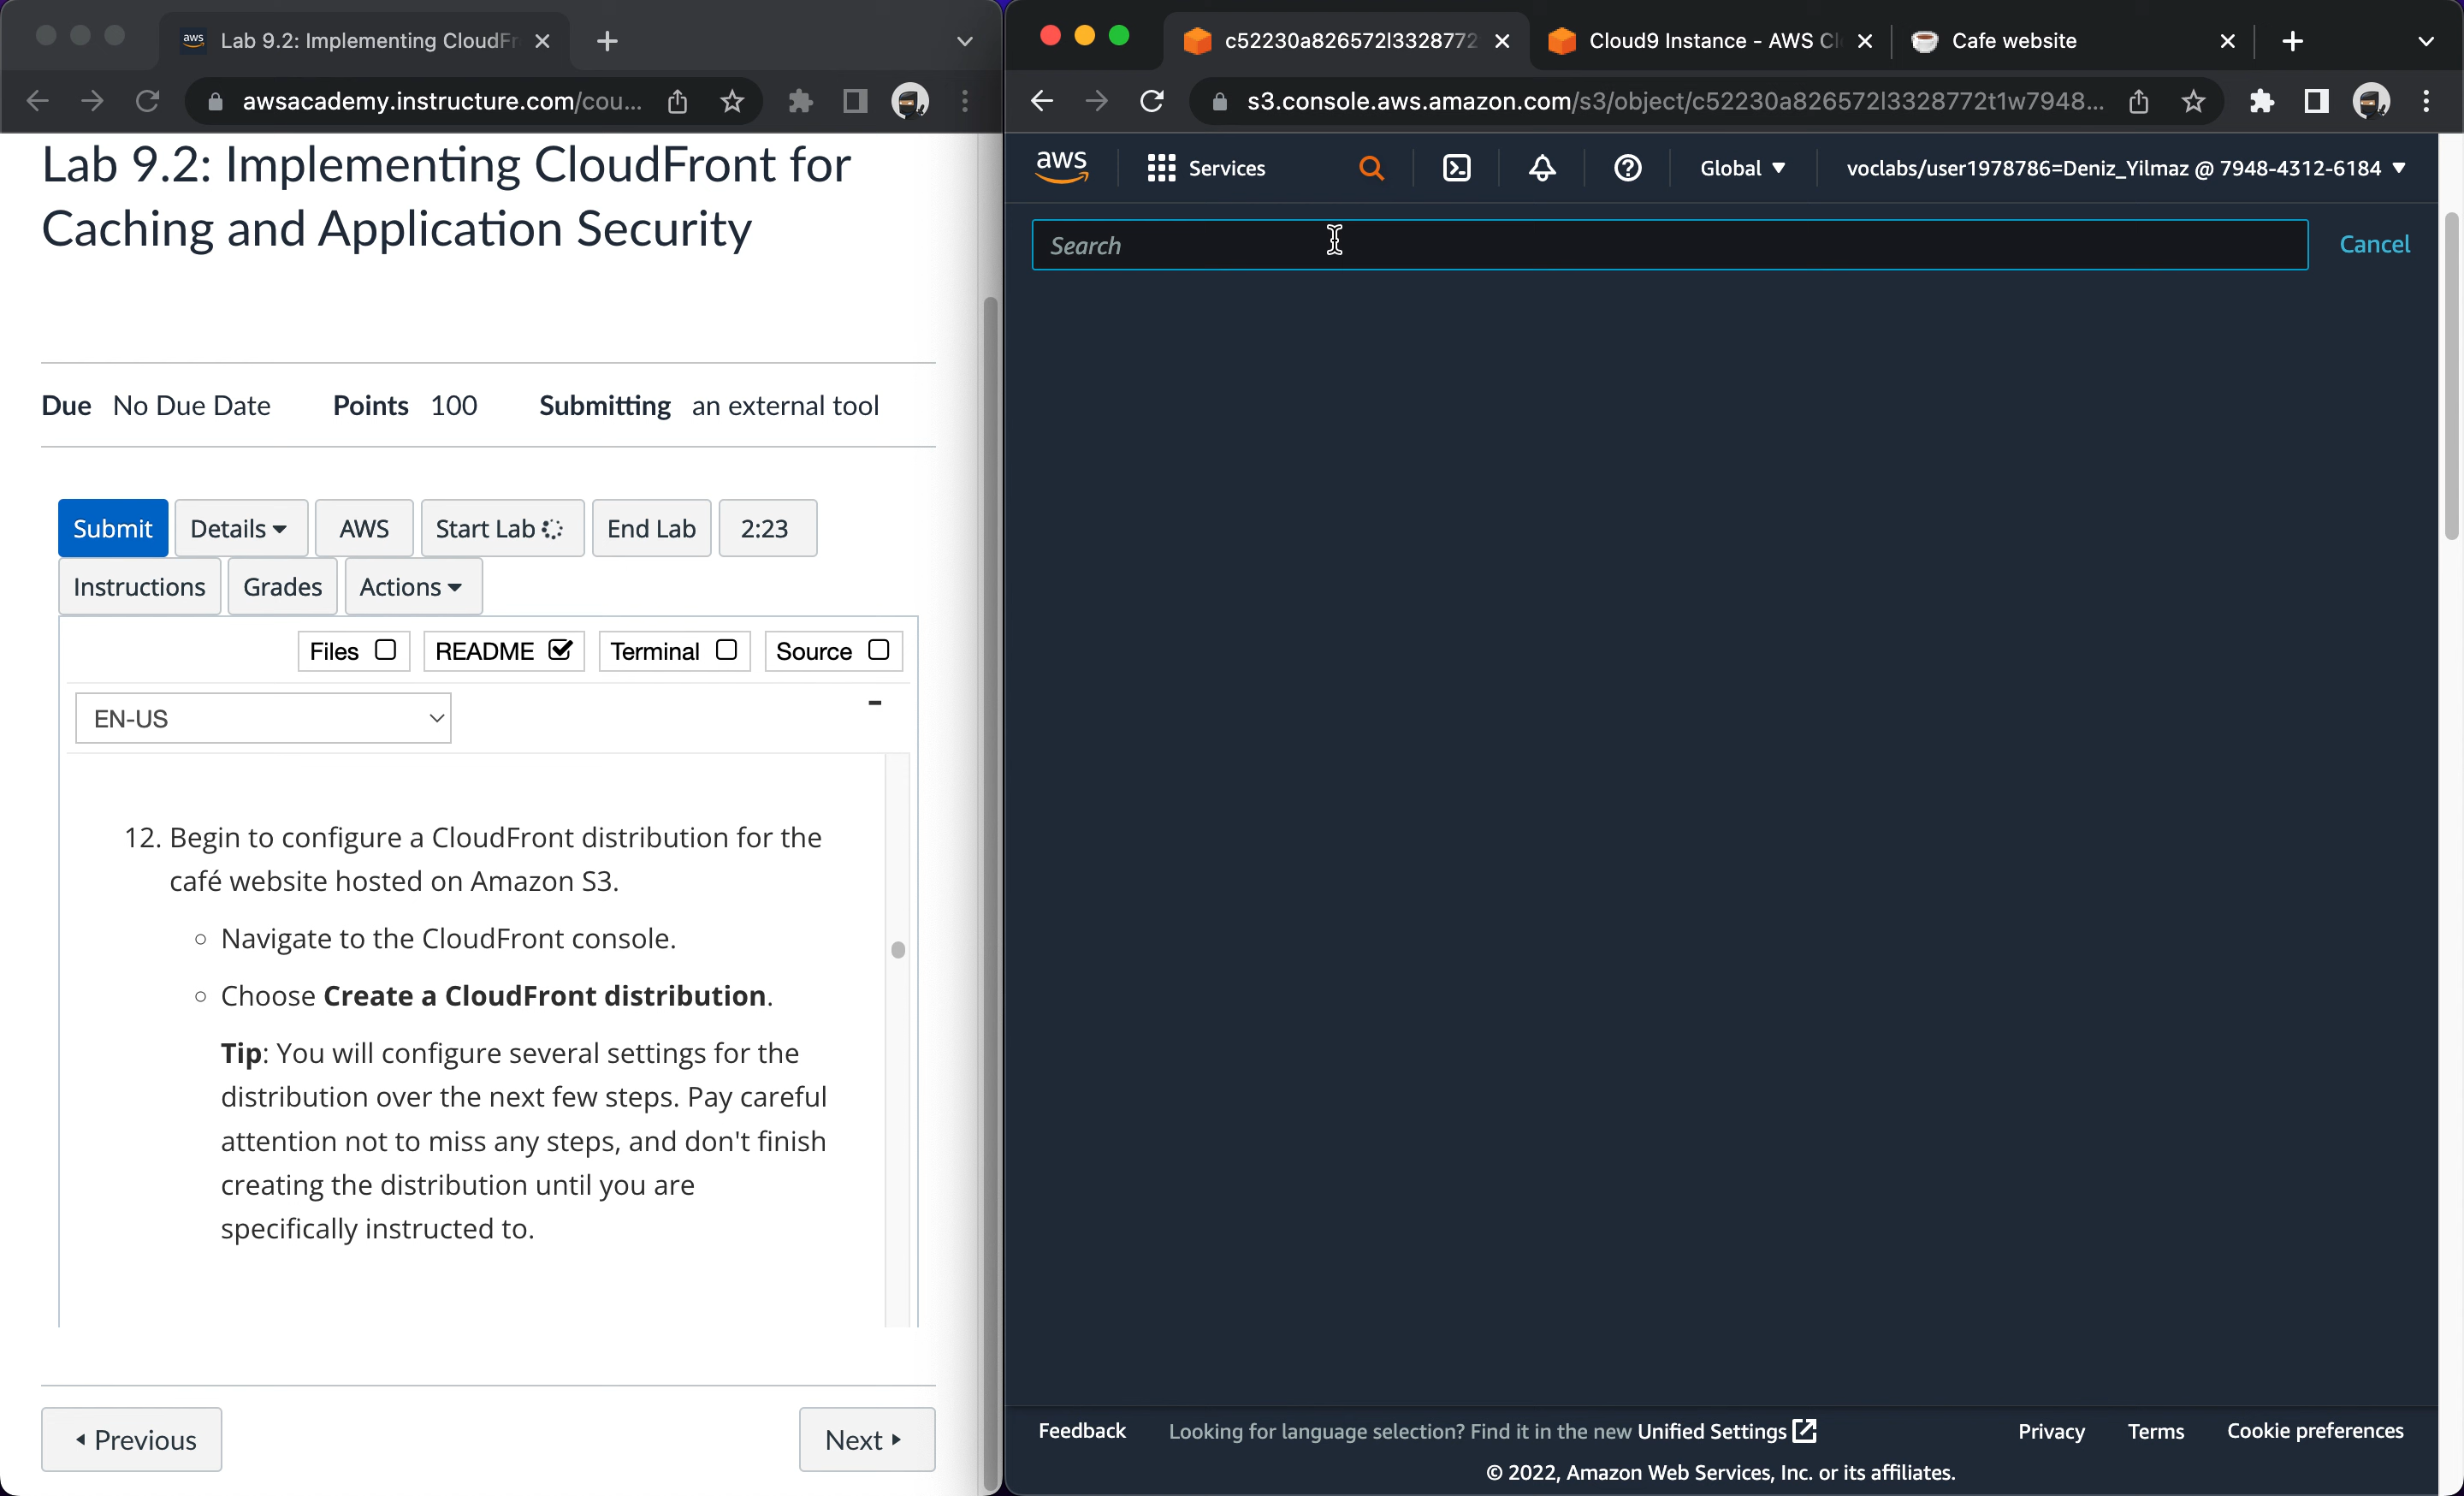 aws Lab 9.2: Implementing CloudFr
awsacademy.instructure.com/cou...
Lab 9.2: Implementing CloudFront for
Caching and Application Security
Due No Due Date Points 100 Submitting an external tool
Submit Details AWS Start Lab End Lab 2:23
Instructions Grades Actions
Files README Terminal Source
EN-US
12. Begin to configure a CloudFront distribution for the
café website hosted on Amazon S3.
Navigate to the CloudFront console.
Choose Create a CloudFront distribution.
Tip: You will configure several settings for the
distribution over the next few steps. Pay careful
attention not to miss any steps, and don't finish
creating the distribution until you are
specifically instructed to.
Previous Next
c52230a826572l3328772 Cloud9 Instance - AWS Cl Cafe website
s3.console.aws.amazon.com/s3/object/c52230a826572l3328772t1w7948...
aws Services Global voclabs/user1978786=Deniz_Yilmaz @ 7948-4312-6184
Search Cancel
Feedback Looking for language selection? Find it in the new Unified Settings Privacy Terms Cookie preferences
© 2022, Amazon Web Services, Inc. or its affiliates.